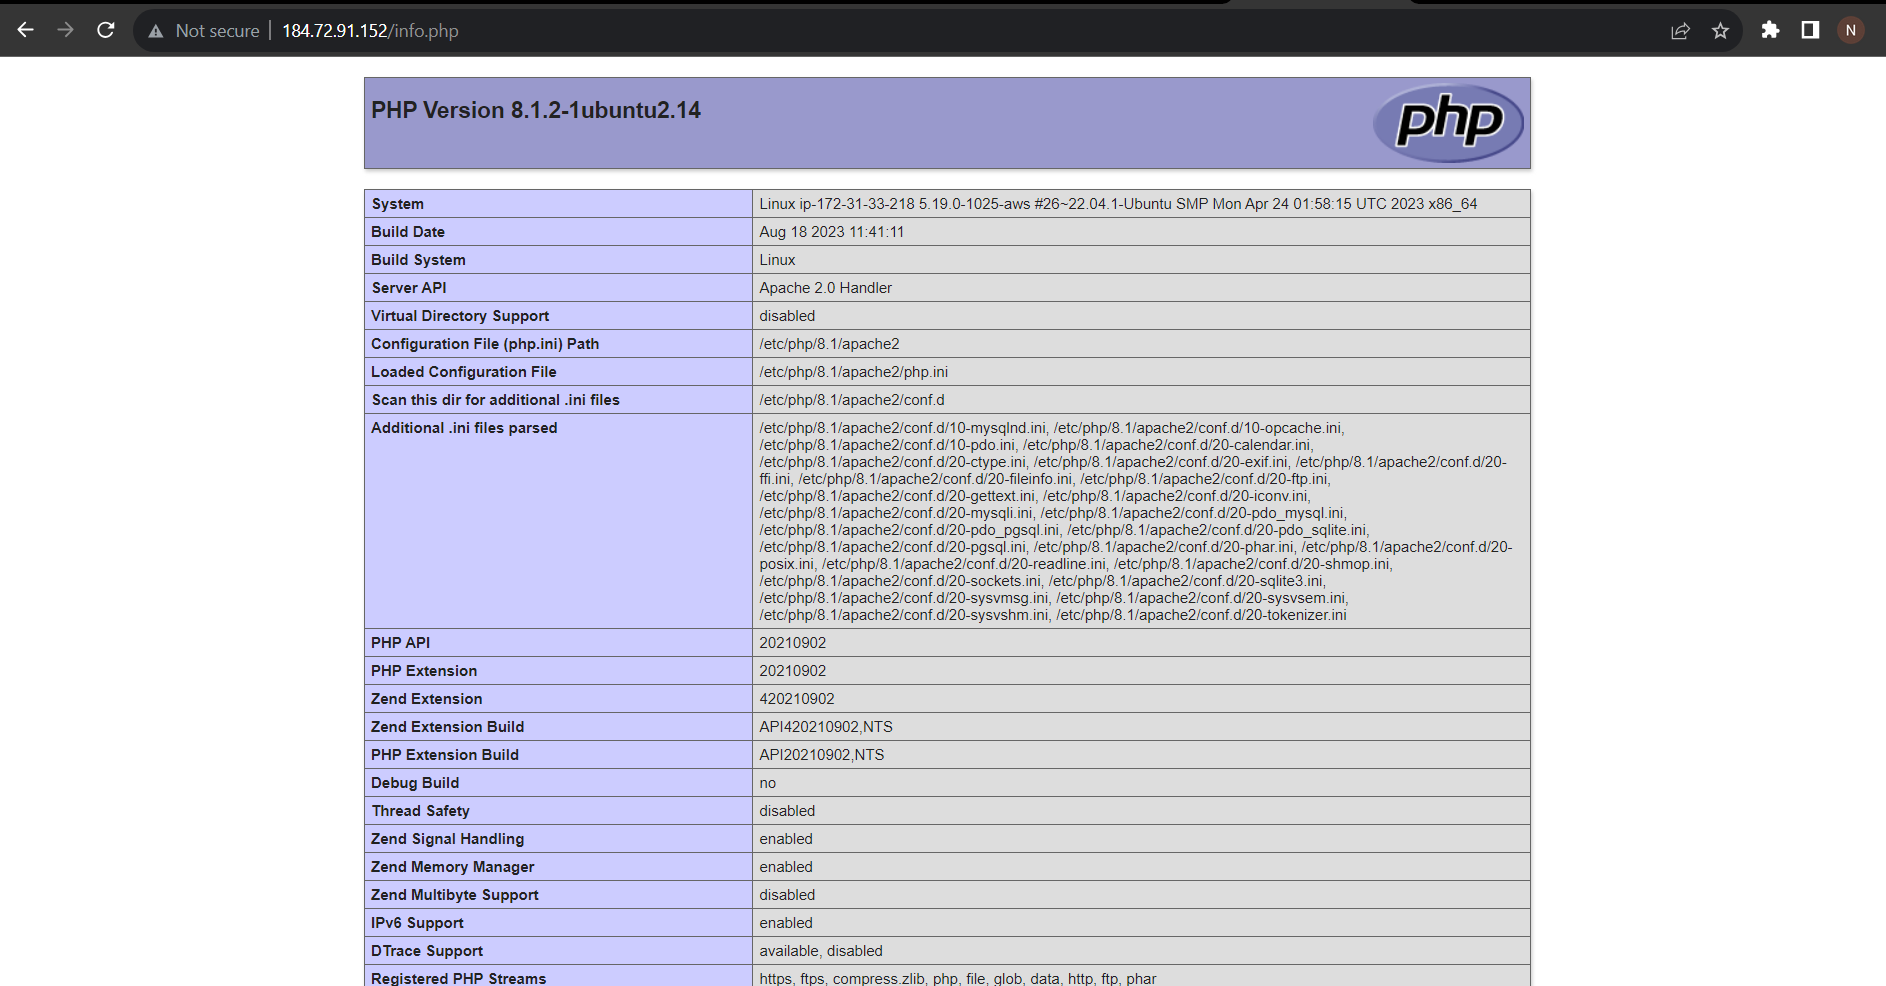 Not secure 184.72.91.152/info.php N
PHP Version 8.1.2-1ubuntu2.14
php
System Linux ip-172-31-33-218 5.19.0-1025-aws #26~22.04.1-Ubuntu SMP Mon Apr 24 01:58:15 UTC 2023 x86_64
Build Date Aug 18 2023 11:41:11
Build System Linux
Server API Apache 2.0 Handler
Virtual Directory Support disabled
Configuration File (php.ini) Path /etc/php/8.1/apache2
Loaded Configuration File /etc/php/8.1/apache2/php.ini
Scan this dir for additional .ini files /etc/php/8.1/apache2/conf.d
Additional .ini files parsed /etc/php/8.1/apache2/conf.d/10-mysqlnd.ini, /etc/php/8.1/apache2/conf.d/10-opcache.ini,
/etc/php/8.1/apache2/conf.d/10-pdo.ini, /etc/php/8.1/apache2/conf.d/20-calendar.ini,
/etc/php/8.1/apache2/conf.d/20-ctype.ini, /etc/php/8.1/apache2/conf.d/20-exif.ini, /etc/php/8.1/apache2/conf.d/20-
ffi.ini, /etc/php/8.1/apache2/conf.d/20-fileinfo.ini, /etc/php/8.1/apache2/conf.d/20-ftp.ini,
/etc/php/8.1/apache2/conf.d/20-gettext.ini, /etc/php/8.1/apache2/conf.d/20-iconv.ini,
/etc/php/8.1/apache2/conf.d/20-mysqli.ini, /etc/php/8.1/apache2/conf.d/20-pdo_mysql.ini,
/etc/php/8.1/apache2/conf.d/20-pdo_pgsql.ini, /etc/php/8.1/apache2/conf.d/20-pdo_sqlite.ini,
/etc/php/8.1/apache2/conf.d/20-pgsql.ini, /etc/php/8.1/apache2/conf.d/20-phar.ini, /etc/php/8.1/apache2/conf.d/20-
posix.ini, /etc/php/8.1/apache2/conf.d/20-readline.ini, /etc/php/8.1/apache2/conf.d/20-shmop.ini,
/etc/php/8.1/apache2/conf.d/20-sockets.ini, /etc/php/8.1/apache2/conf.d/20-sqlite3.ini,
/etc/php/8.1/apache2/conf.d/20-sysvmsg.ini, /etc/php/8.1/apache2/conf.d/20-sysvsem.ini,
/etc/php/8.1/apache2/conf.d/20-sysvshm.ini, /etc/php/8.1/apache2/conf.d/20-tokenizer.ini
PHP API 20210902
PHP Extension 20210902
Zend Extension 420210902
Zend Extension Build API420210902,NTS
PHP Extension Build API20210902,NTS
Debug Build no
Thread Safety disabled
Zend Signal Handling enabled
Zend Memory Manager enabled
Zend Multibyte Support disabled
IPv6 Support enabled
DTrace Support available, disabled
Registered PHP Streams https, ftps, compress.zlib, php, file, glob, data, http, ftp, phar